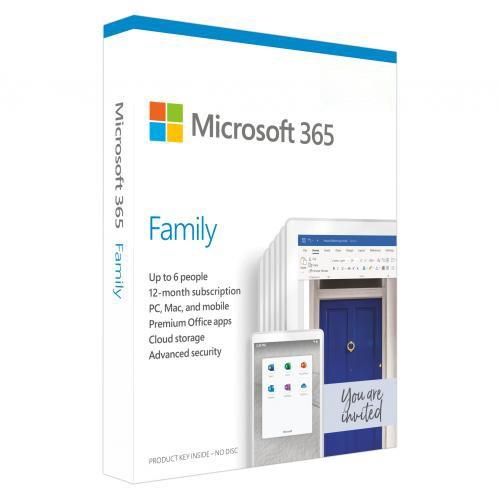 Microsoft 365
Family
Microsoft 365
Family
Up to 6 people
12-month subscription
PC, Mac, and mobile
Premium Office apps
Cloud storage
Advanced security
PRODUCT KEY INSIDE – NO DISC
You are
invited
Microsoft